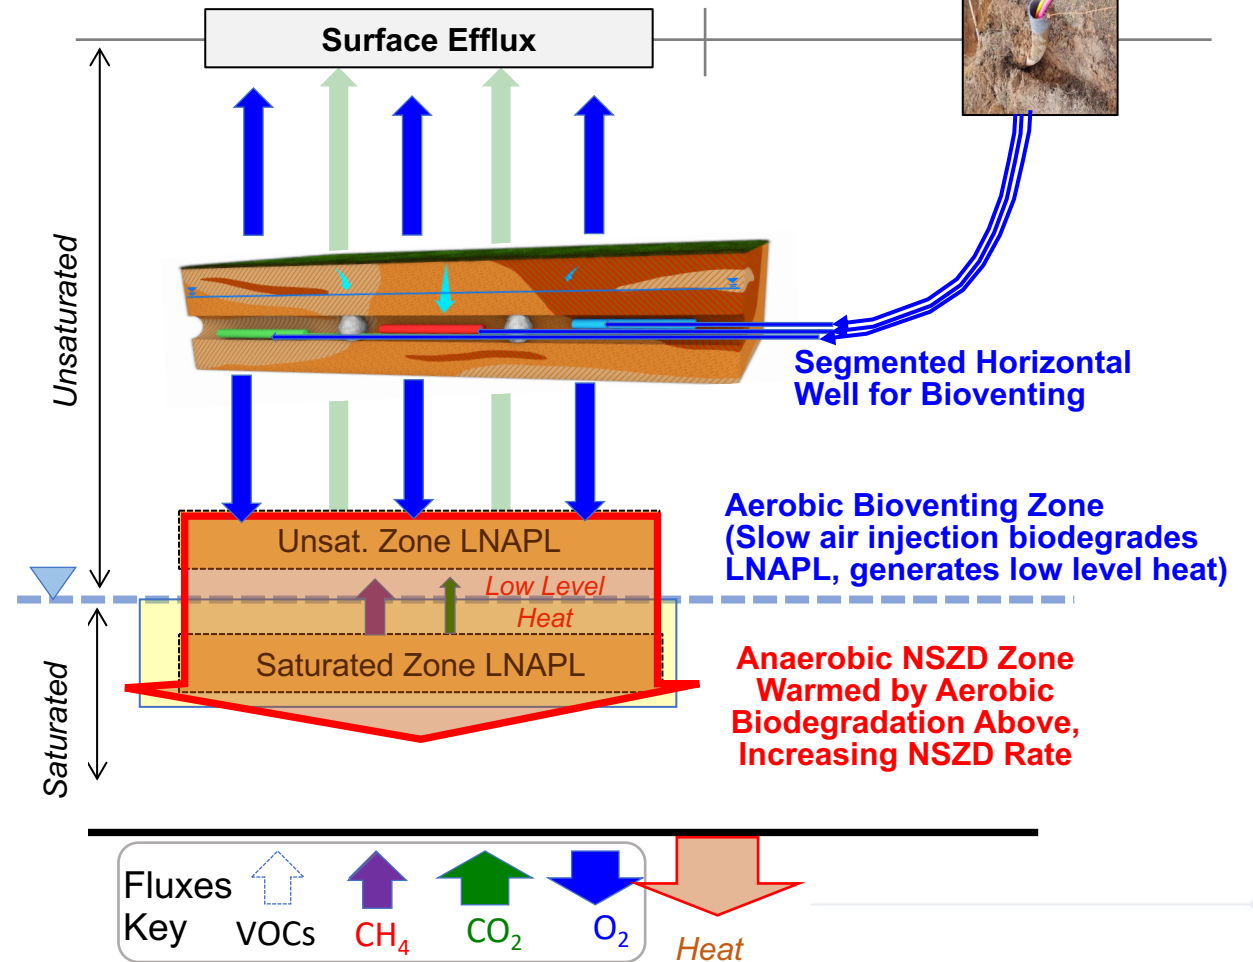 Surface Efflux
Unsaturated
Segmented Horizontal
Well for Bioventing
Aerobic Bioventing Zone
(Slow air injection biodegrades
LNAPL, generates low level heat)
Unsat. Zone LNAPL
Low Level
Heat
Saturated Zone LNAPL
Saturated
Anaerobic NSZD Zone
Warmed by Aerobic
Biodegradation Above,
Increasing NSZD Rate
Fluxes
Key
VOCs
CH₄
CO₂
O₂
Heat